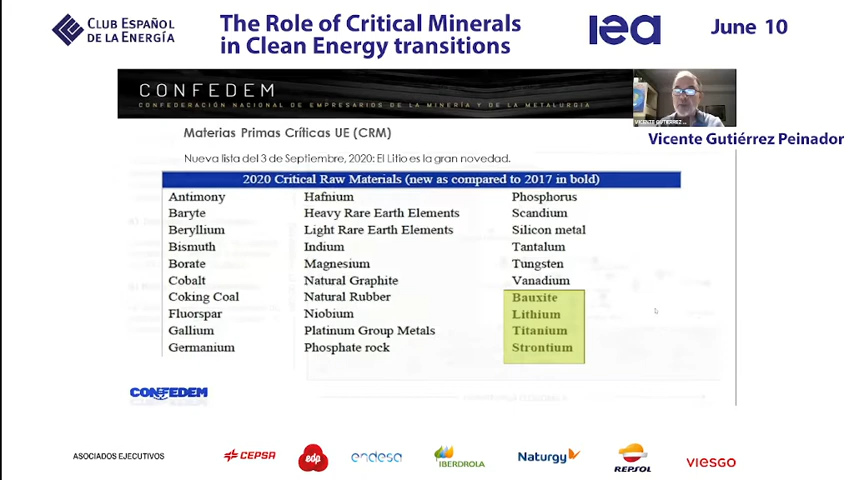 CLUB ESPAÑOL
DE LA ENERGÍA
The Role of Critical Minerals
in Clean Energy transitions
iea
June 10
CONFEDEM
CONFEDERACIÓN NACIONAL DE EMPRESARIOS DE LA MINERÍA Y DE LA METALURGIA
Vicente Gutiérrez Peinador
Materias Primas Críticas UE (CRM)
Nueva lista del 3 de Septiembre, 2020: El Litio es la gran novedad.
2020 Critical Raw Materials (new as compared to 2017 in bold)
Antimony Hafnium Phosphorus
Baryte Heavy Rare Earth Elements Scandium
Beryllium Light Rare Earth Elements Silicon metal
Bismuth Indium Tantalum
Borate Magnesium Tungsten
Cobalt Natural Graphite Vanadium
Coking Coal Natural Rubber Bauxite
Fluorspar Niobium Lithium
Gallium Platinum Group Metals Titanium
Germanium Phosphate rock Strontium
CONFEDEM
ASOCIADOS EJECUTIVOS
CEPSA
edp
endesa
IBERDROLA
Naturgy
REPSOL
VIESGO